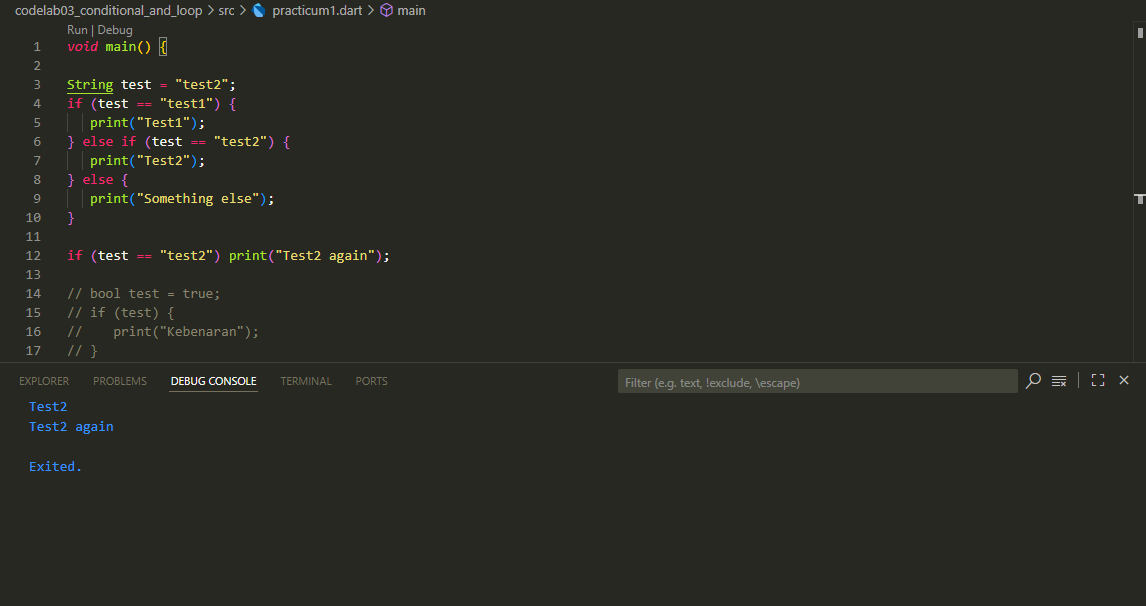 codelab03_conditional_and_loop > src > practicum1.dart > main
Run | Debug
1 void main() {
2
3 String test = "test2";
4 if (test == "test1") {
5 print("Test1");
6 } else if (test == "test2") {
7 print("Test2");
8 } else {
9 print("Something else");
10 }
11
12 if (test == "test2") print("Test2 again");
13
14 // bool test = true;
15 // if (test) {
16 //    print("Kebenaran");
17 // }
EXPLORER PROBLEMS DEBUG CONSOLE TERMINAL PORTS Filter (e.g. text, !exclude, \escape)
Test2
Test2 again
Exited.